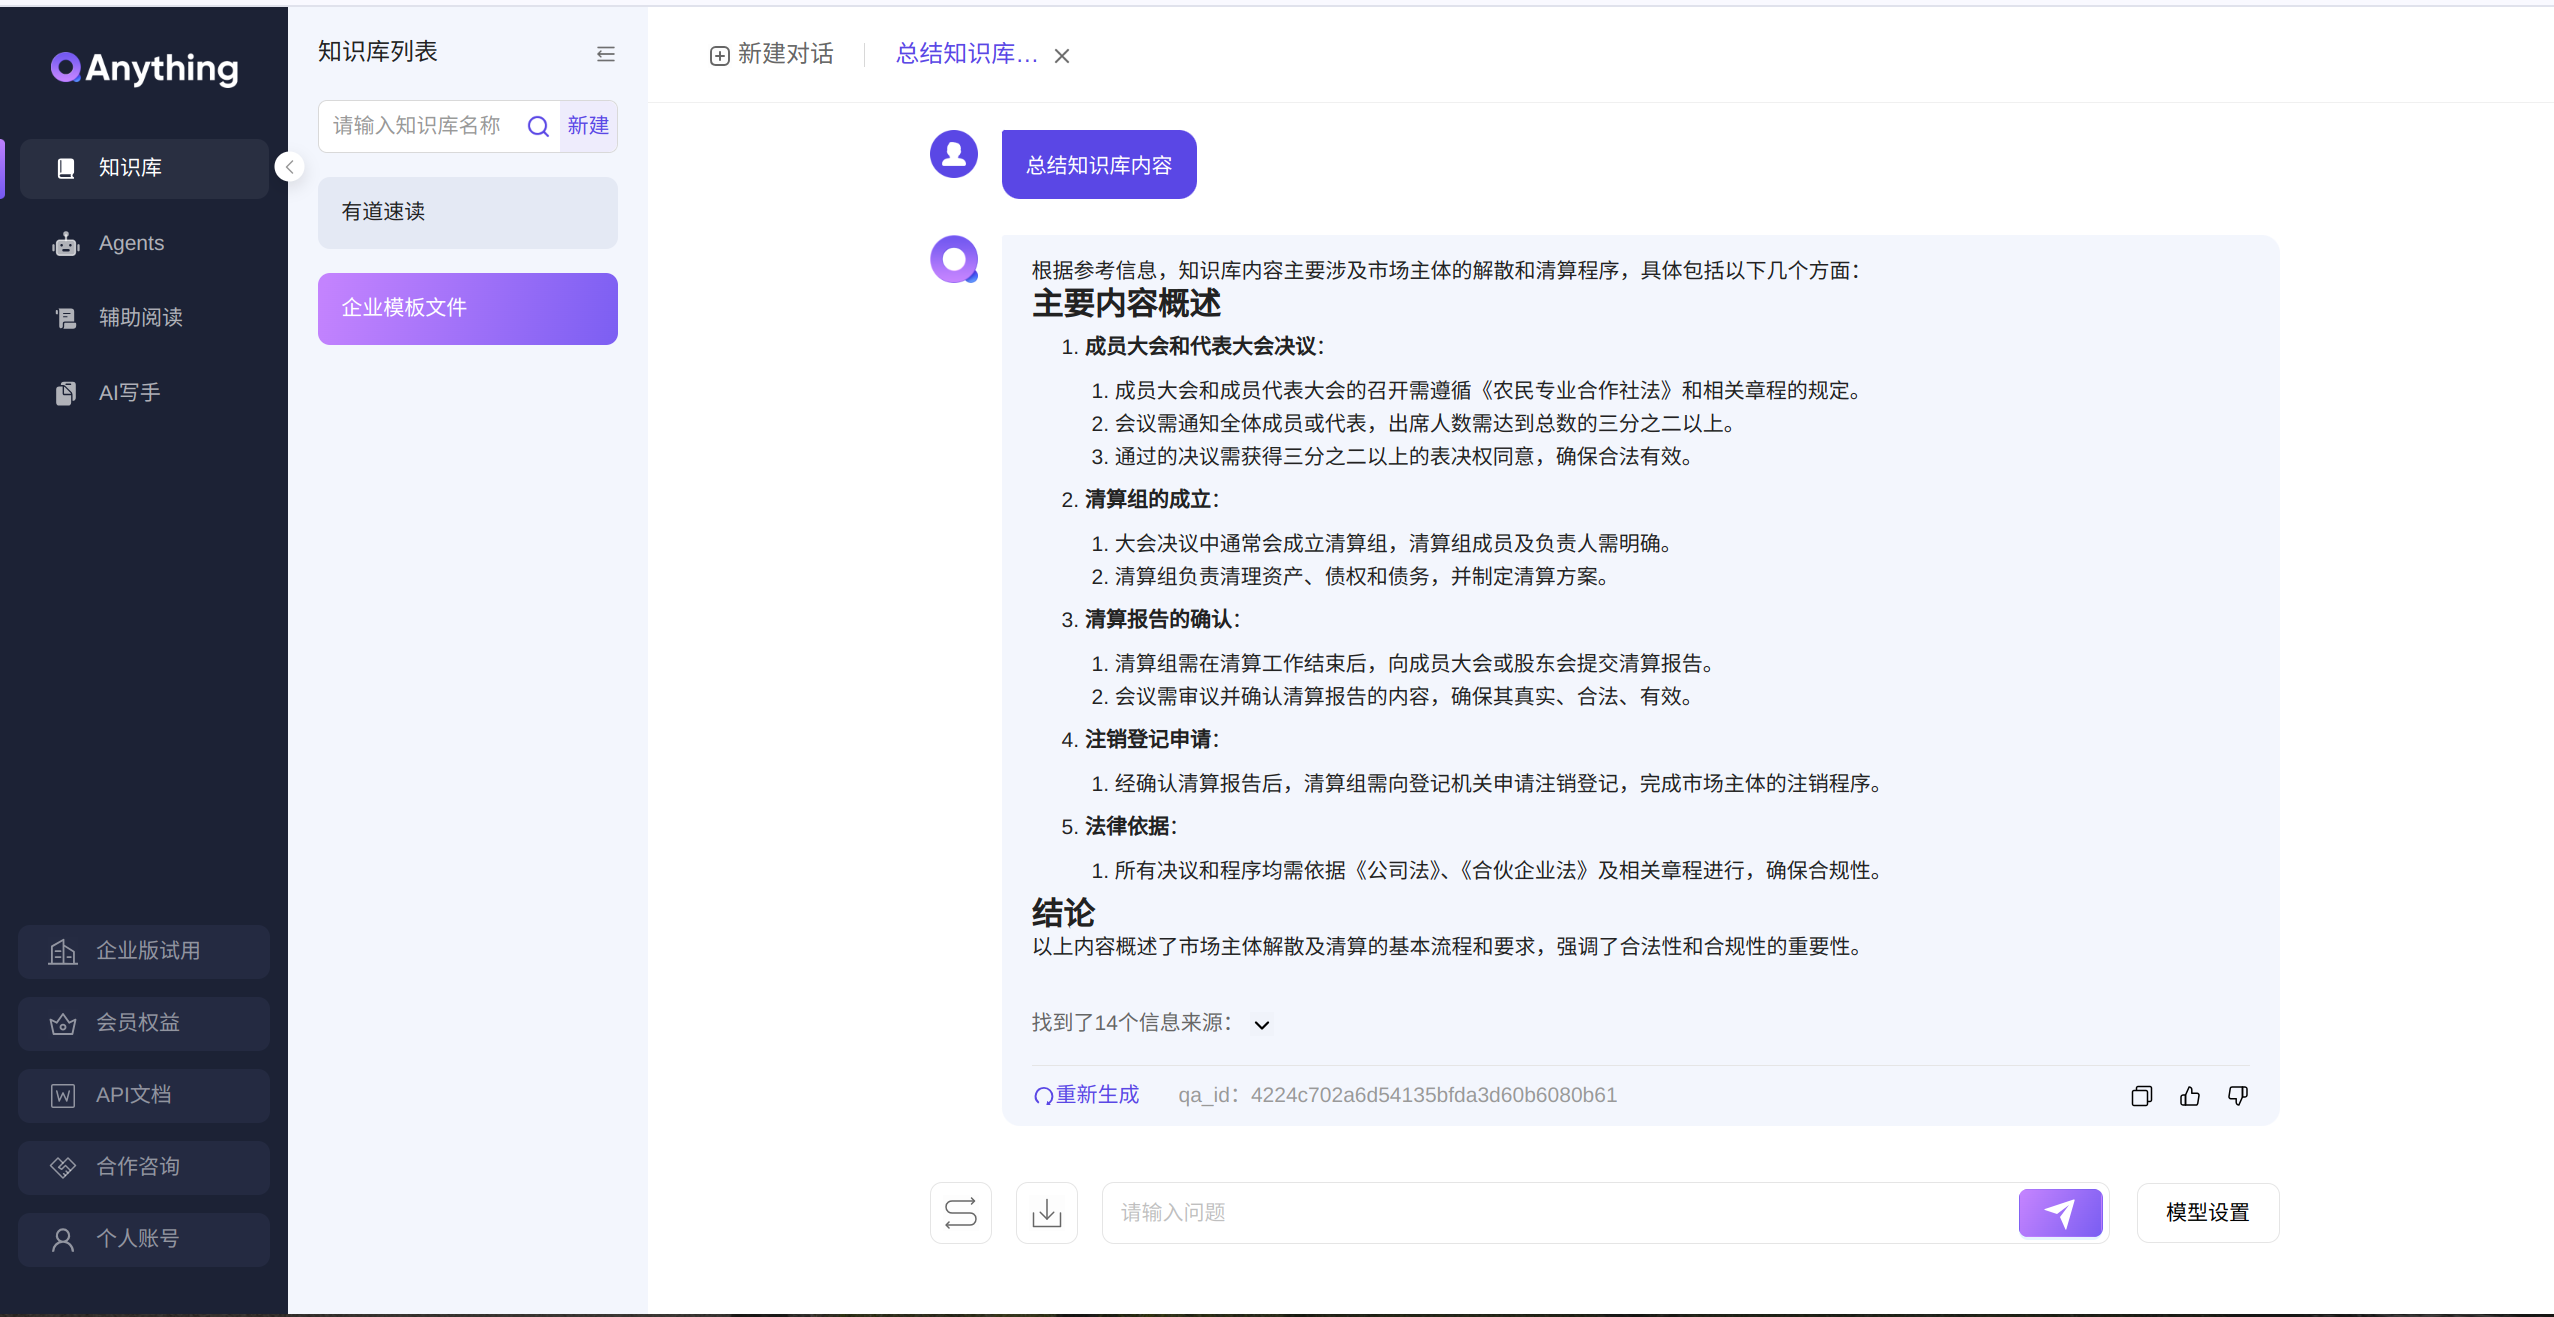 QAnything
知识库
Agents
辅助阅读
AI写手
企业版试用
会员权益
API文档
合作咨询
个人账号
知识库列表
请输入知识库名称 新建
有道速读
企业模板文件
新建对话 总结知识库...
总结知识库内容
根据参考信息，知识库内容主要涉及市场主体的解散和清算程序，具体包括以下几个方面：
主要内容概述
1. 成员大会和代表大会决议：
1. 成员大会和成员代表大会的召开需遵循《农民专业合作社法》和相关章程的规定。
2. 会议需通知全体成员或代表，出席人数需达到总数的三分之二以上。
3. 通过的决议需获得三分之二以上的表决权同意，确保合法有效。
2. 清算组的成立：
1. 大会决议中通常会成立清算组，清算组成员及负责人需明确。
2. 清算组负责清理资产、债权和债务，并制定清算方案。
3. 清算报告的确认：
1. 清算组需在清算工作结束后，向成员大会或股东会提交清算报告。
2. 会议需审议并确认清算报告的内容，确保其真实、合法、有效。
4. 注销登记申请：
1. 经确认清算报告后，清算组需向登记机关申请注销登记，完成市场主体的注销程序。
5. 法律依据：
1. 所有决议和程序均需依据《公司法》、《合伙企业法》及相关章程进行，确保合规性。
结论
以上内容概述了市场主体解散及清算的基本流程和要求，强调了合法性和合规性的重要性。
找到了14个信息来源：
重新生成 qa_id：4224c702a6d54135bfda3d60b6080b61
请输入问题
模型设置